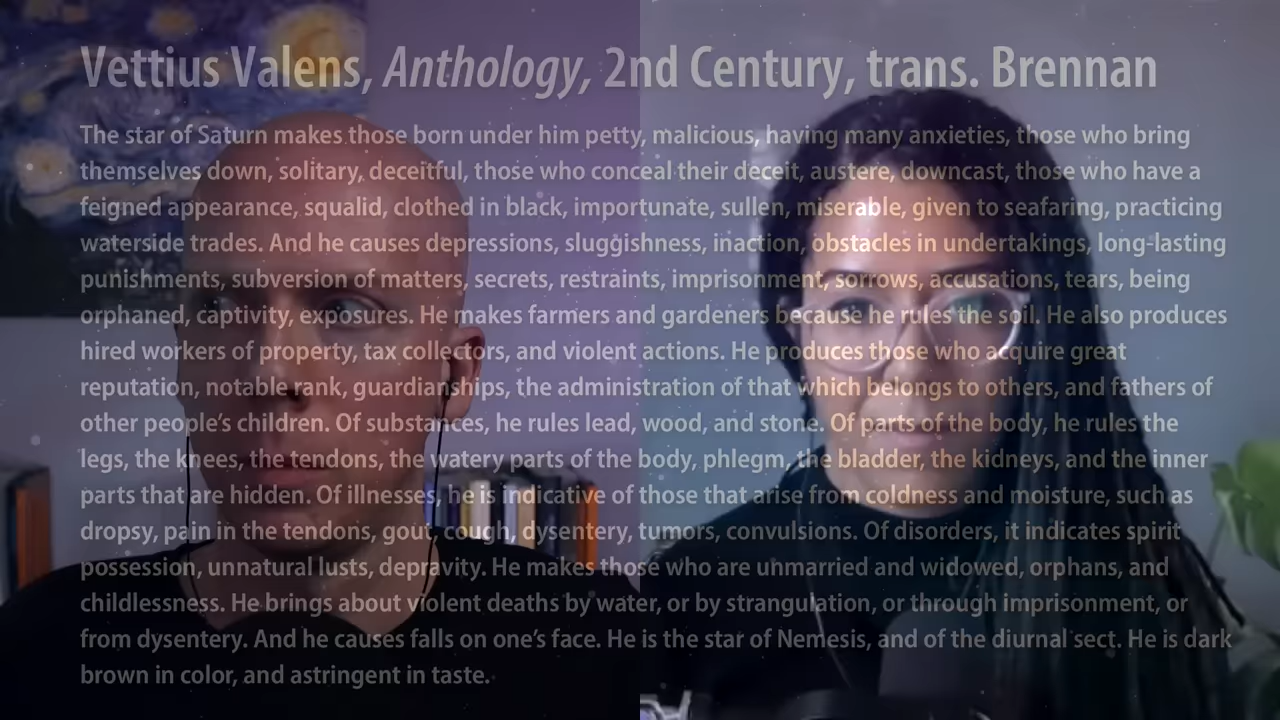 Vettius Valens, Anthology, 2nd Century, trans. Brennan
The star of Saturn makes those born under him petty, malicious, having many anxieties, those who bring
themselves down, solitary, deceitful, those who conceal their deceit, austere, downcast, those who have a
feigned appearance, squalid, clothed in black, importunate, sullen, miserable, given to seafaring, practicing
waterside trades. And he causes depressions, sluggishness, inaction, obstacles in undertakings, long-lasting
punishments, subversion of matters, secrets, restraints, imprisonment, sorrows, accusations, tears, being
orphaned, captivity, exposures. He makes farmers and gardeners because he rules the soil. He also produces
hired workers of property, tax collectors, and violent actions. He produces those who acquire great
reputation, notable rank, guardianships, the administration of that which belongs to others, and fathers of
other people’s children. Of substances, he rules lead, wood, and stone. Of parts of the body, he rules the
legs, the knees, the tendons, the watery parts of the body, phlegm, the bladder, the kidneys, and the inner
parts that are hidden. Of illnesses, he is indicative of those that arise from coldness and moisture, such as
dropsy, pain in the tendons, gout, cough, dysentery, tumors, convulsions. Of disorders, it indicates spirit
possession, unnatural lusts, depravity. He makes those who are unmarried and widowed, orphans, and
childlessness. He brings about violent deaths by water, or by strangulation, or through imprisonment, or
from dysentery. And he causes falls on one’s face. He is the star of Nemesis, and of the diurnal sect. He is dark
brown in color, and astringent in taste.